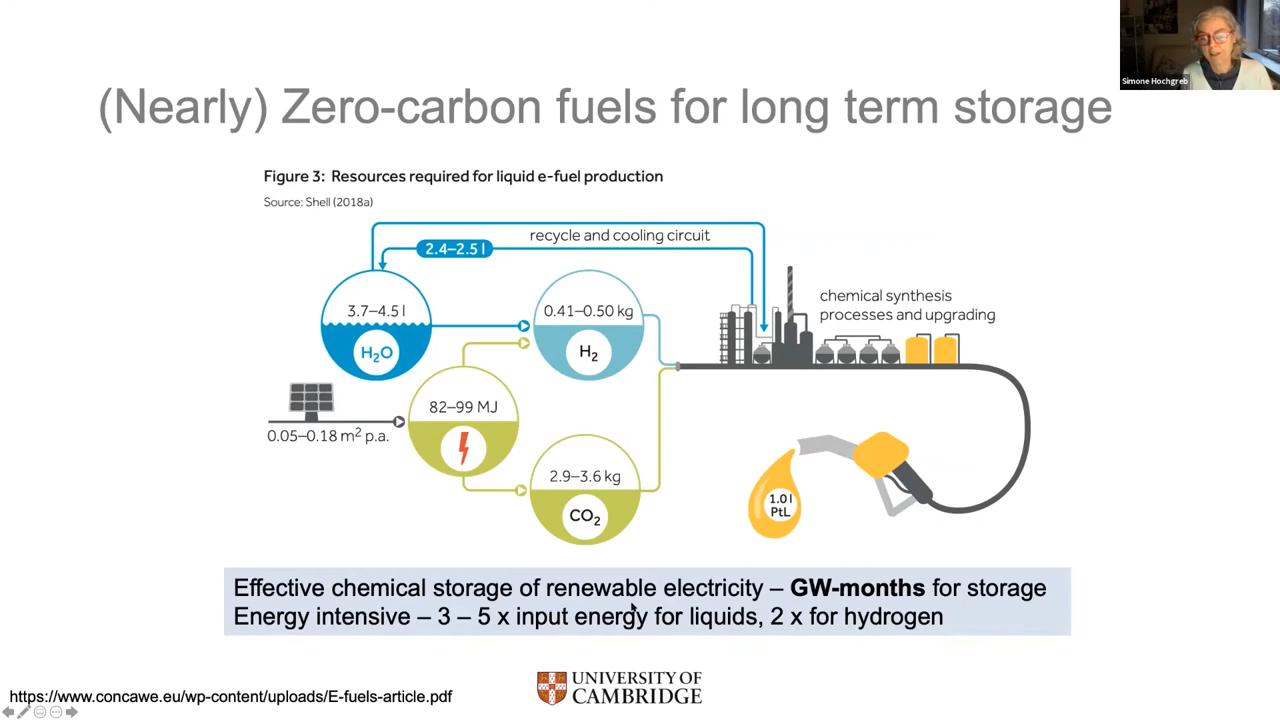 Simone Hochgreb
(Nearly) Zero-carbon fuels for long term storage
Figure 3: Resources required for liquid e-fuel production
Source: Shell (2018a)
recycle and cooling circuit
2.4–2.5 l
3.7–4.5 l
H₂O
0.41–0.50 kg
H₂
chemical synthesis
processes and upgrading
82–99 MJ
0.05–0.18 m² p.a.
2.9–3.6 kg
CO₂
1.0 l
PtL
Effective chemical storage of renewable electricity – GW-months for storage
Energy intensive – 3 – 5 x input energy for liquids, 2 x for hydrogen
UNIVERSITY OF
CAMBRIDGE
https://www.concawe.eu/wp-content/uploads/E-fuels-article.pdf